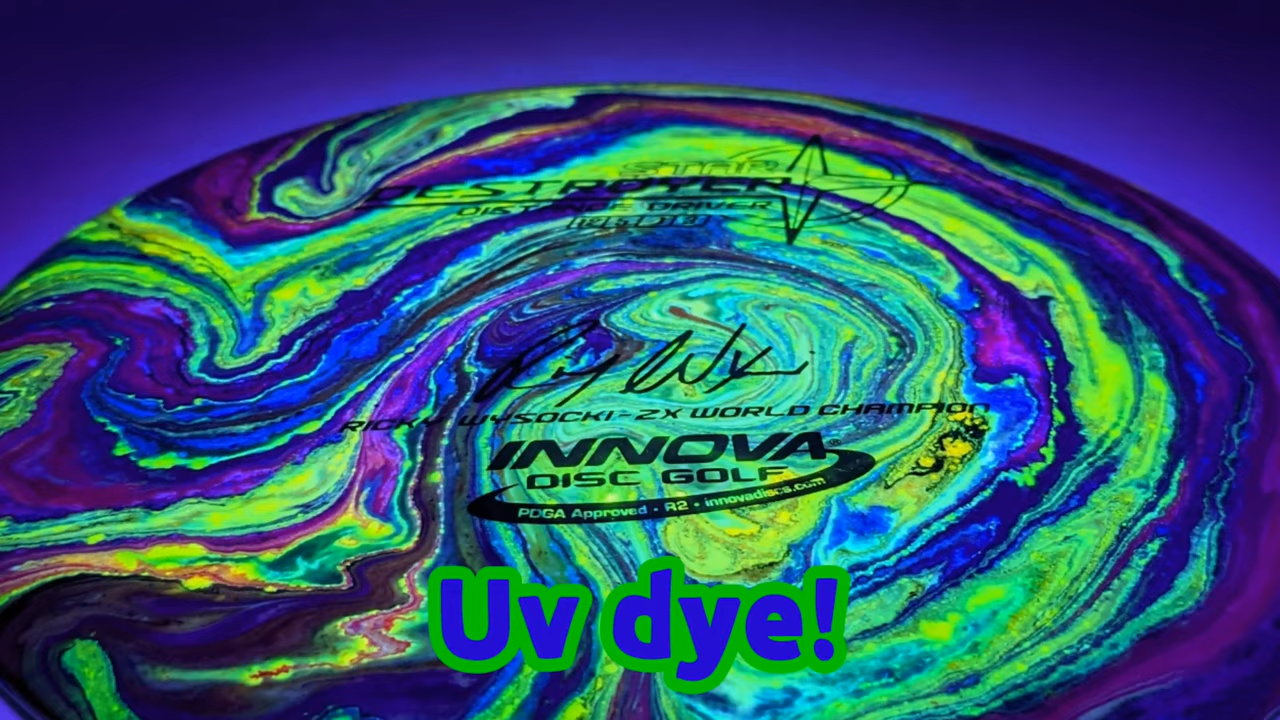 STAR
DESTROYER
DISTANCE DRIVER
RICKY WYSOCKI - 2X WORLD CHAMPION
INNOVA®
DISC GOLF
PDGA Approved • R2 • innovadiscs.com
Uv dye!